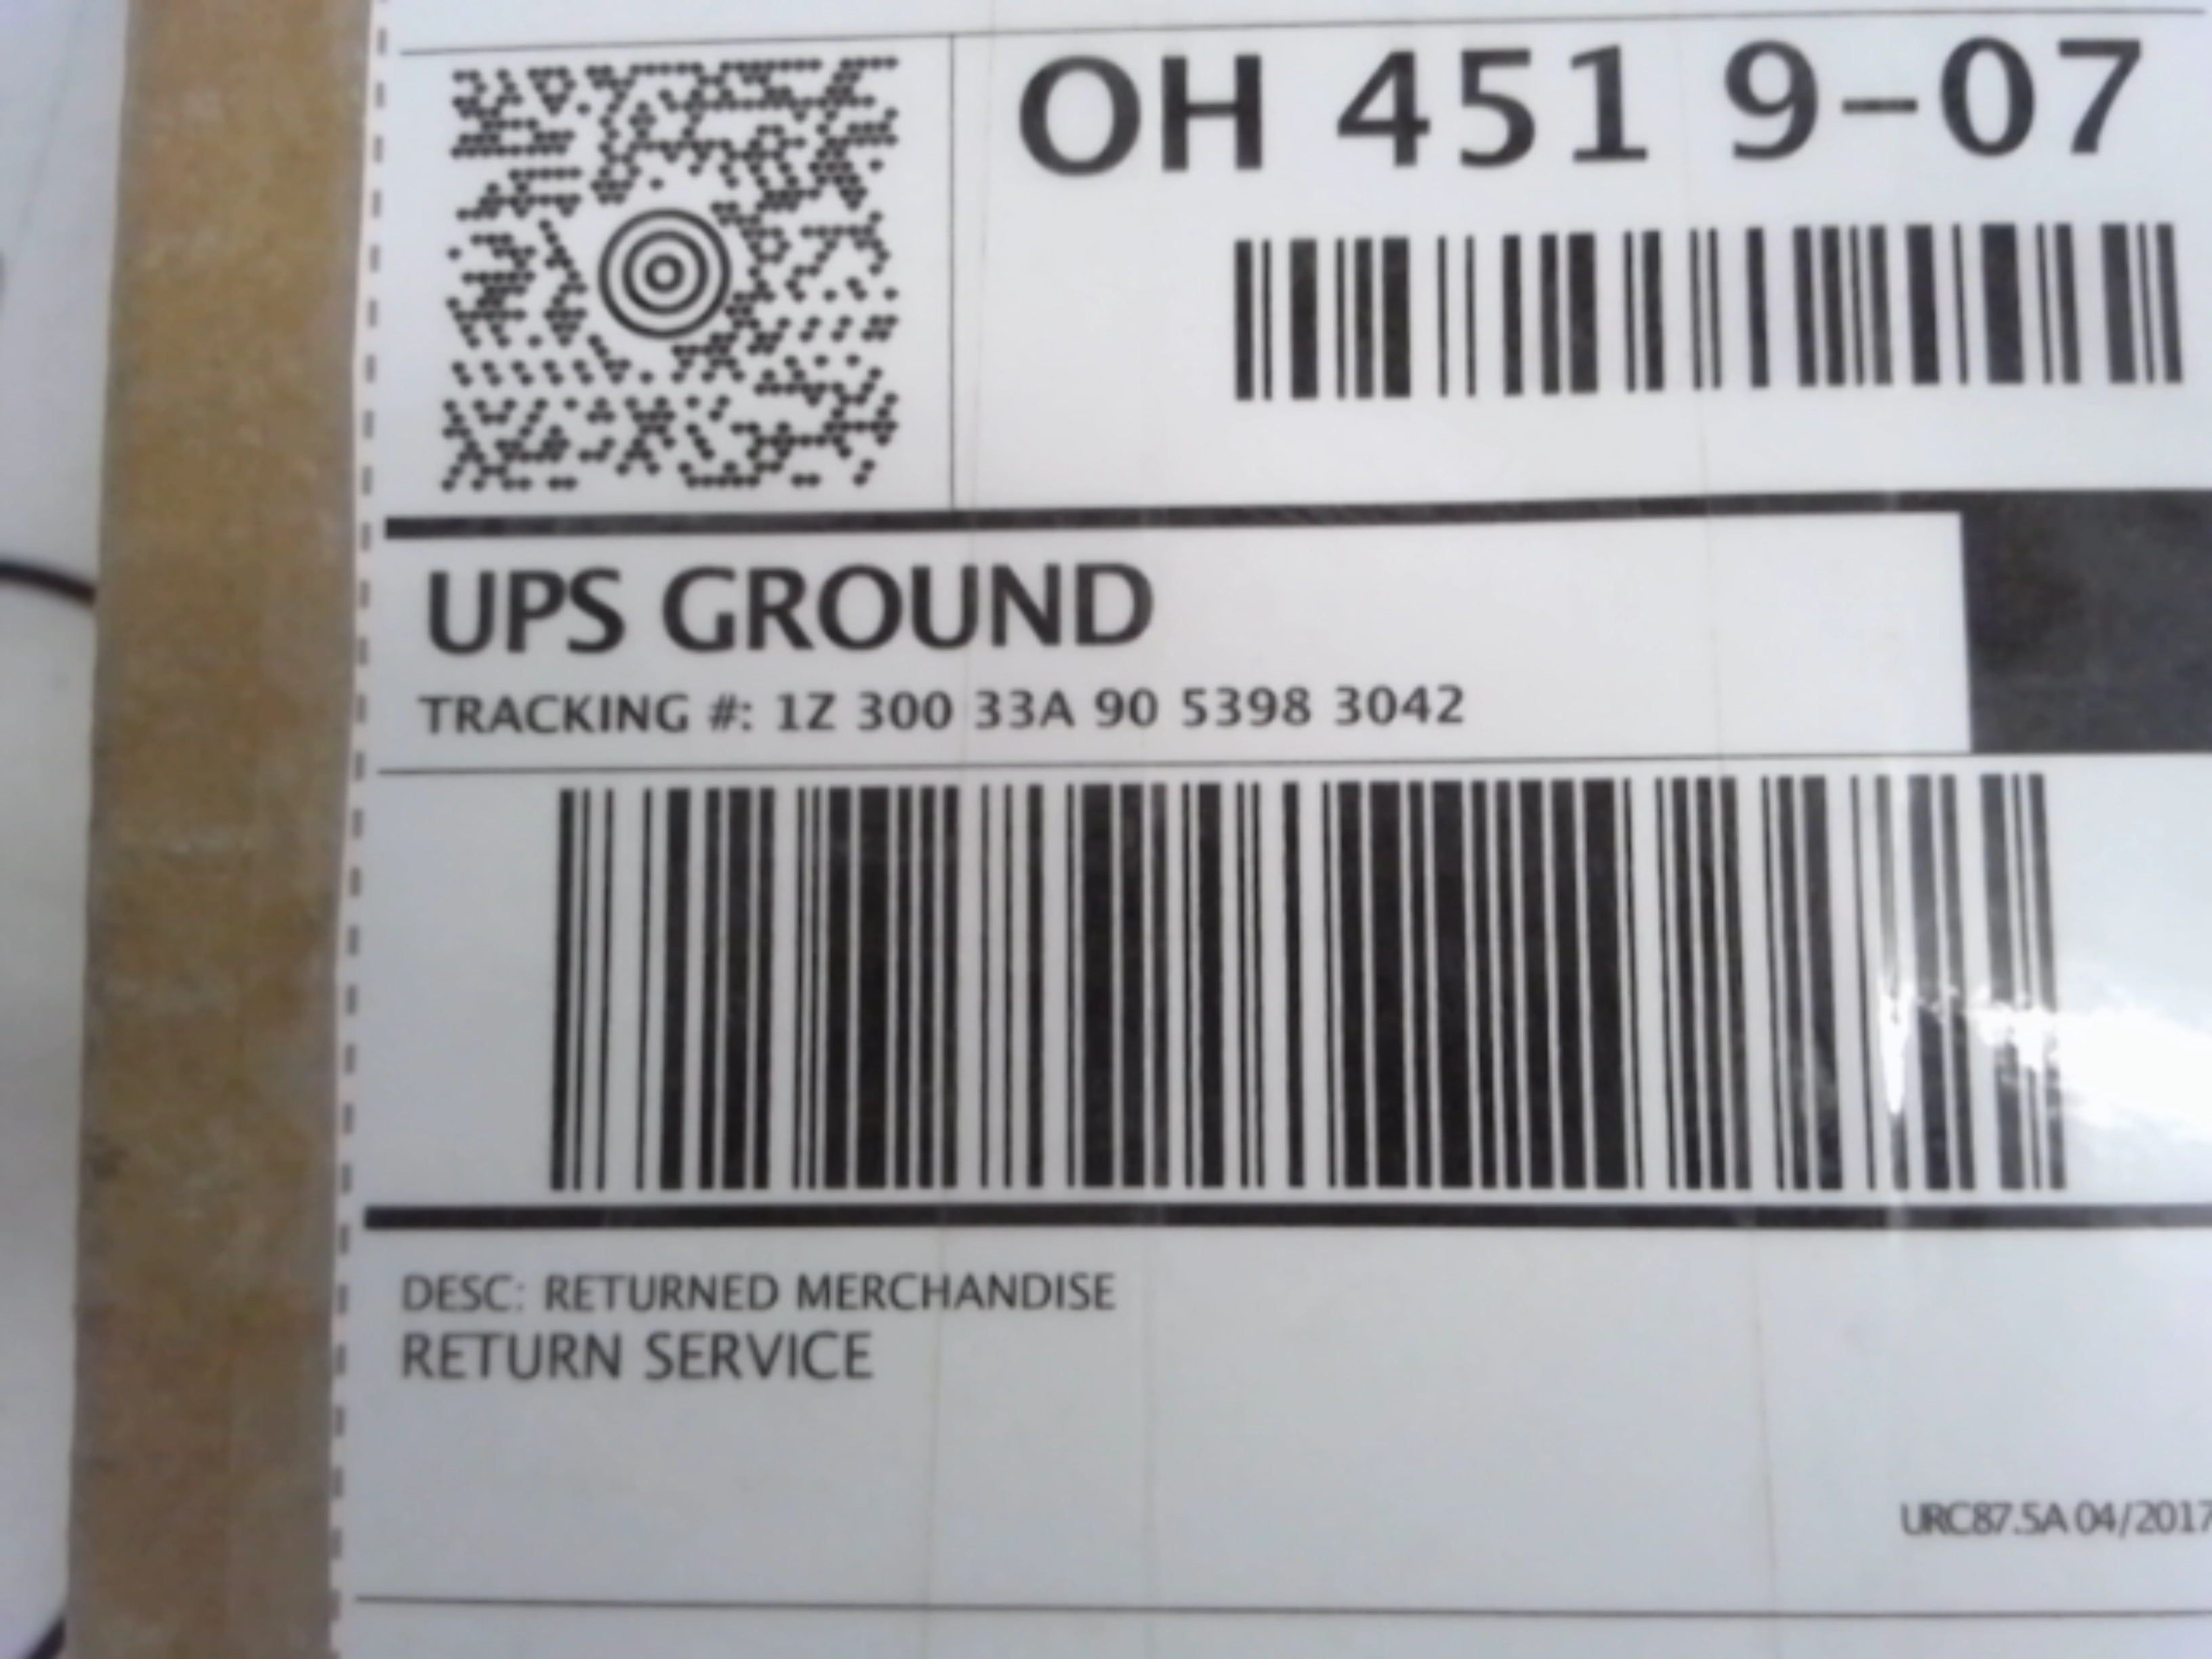 OH 451 9-07
UPS GROUND
TRACKING #: 1Z 300 33A 90 5398 3042
DESC: RETURNED MERCHANDISE
RETURN SERVICE
URC87.5A 04/2017